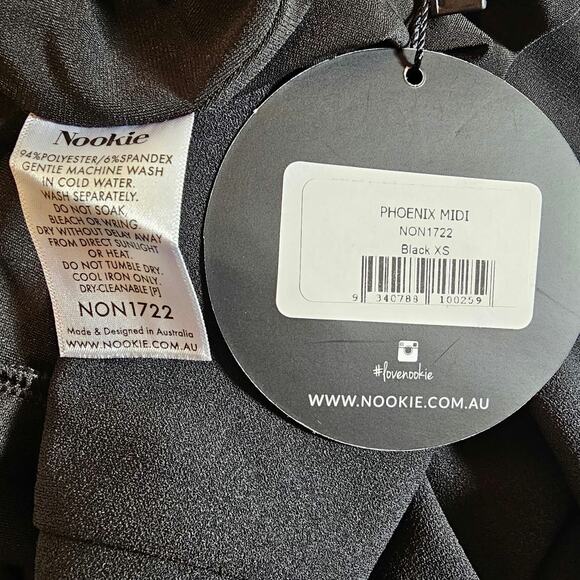 Nookie
94%POLYESTER/6%SPANDEX
GENTLE MACHINE WASH
IN COLD WATER.
WASH SEPARATELY.
DO NOT SOAK,
BLEACH OR WRING.
DRY WITHOUT DELAY AWAY
FROM DIRECT SUNLIGHT
OR HEAT.
DO NOT TUMBLE DRY.
COOL IRON ONLY.
DRY-CLEANABLE [P]
NON1722
Made & Designed in Australia
WWW.NOOKIE.COM.AU
PHOENIX MIDI
NON1722
Black XS
9 340788 100259
#lovenookie
WWW.NOOKIE.COM.AU